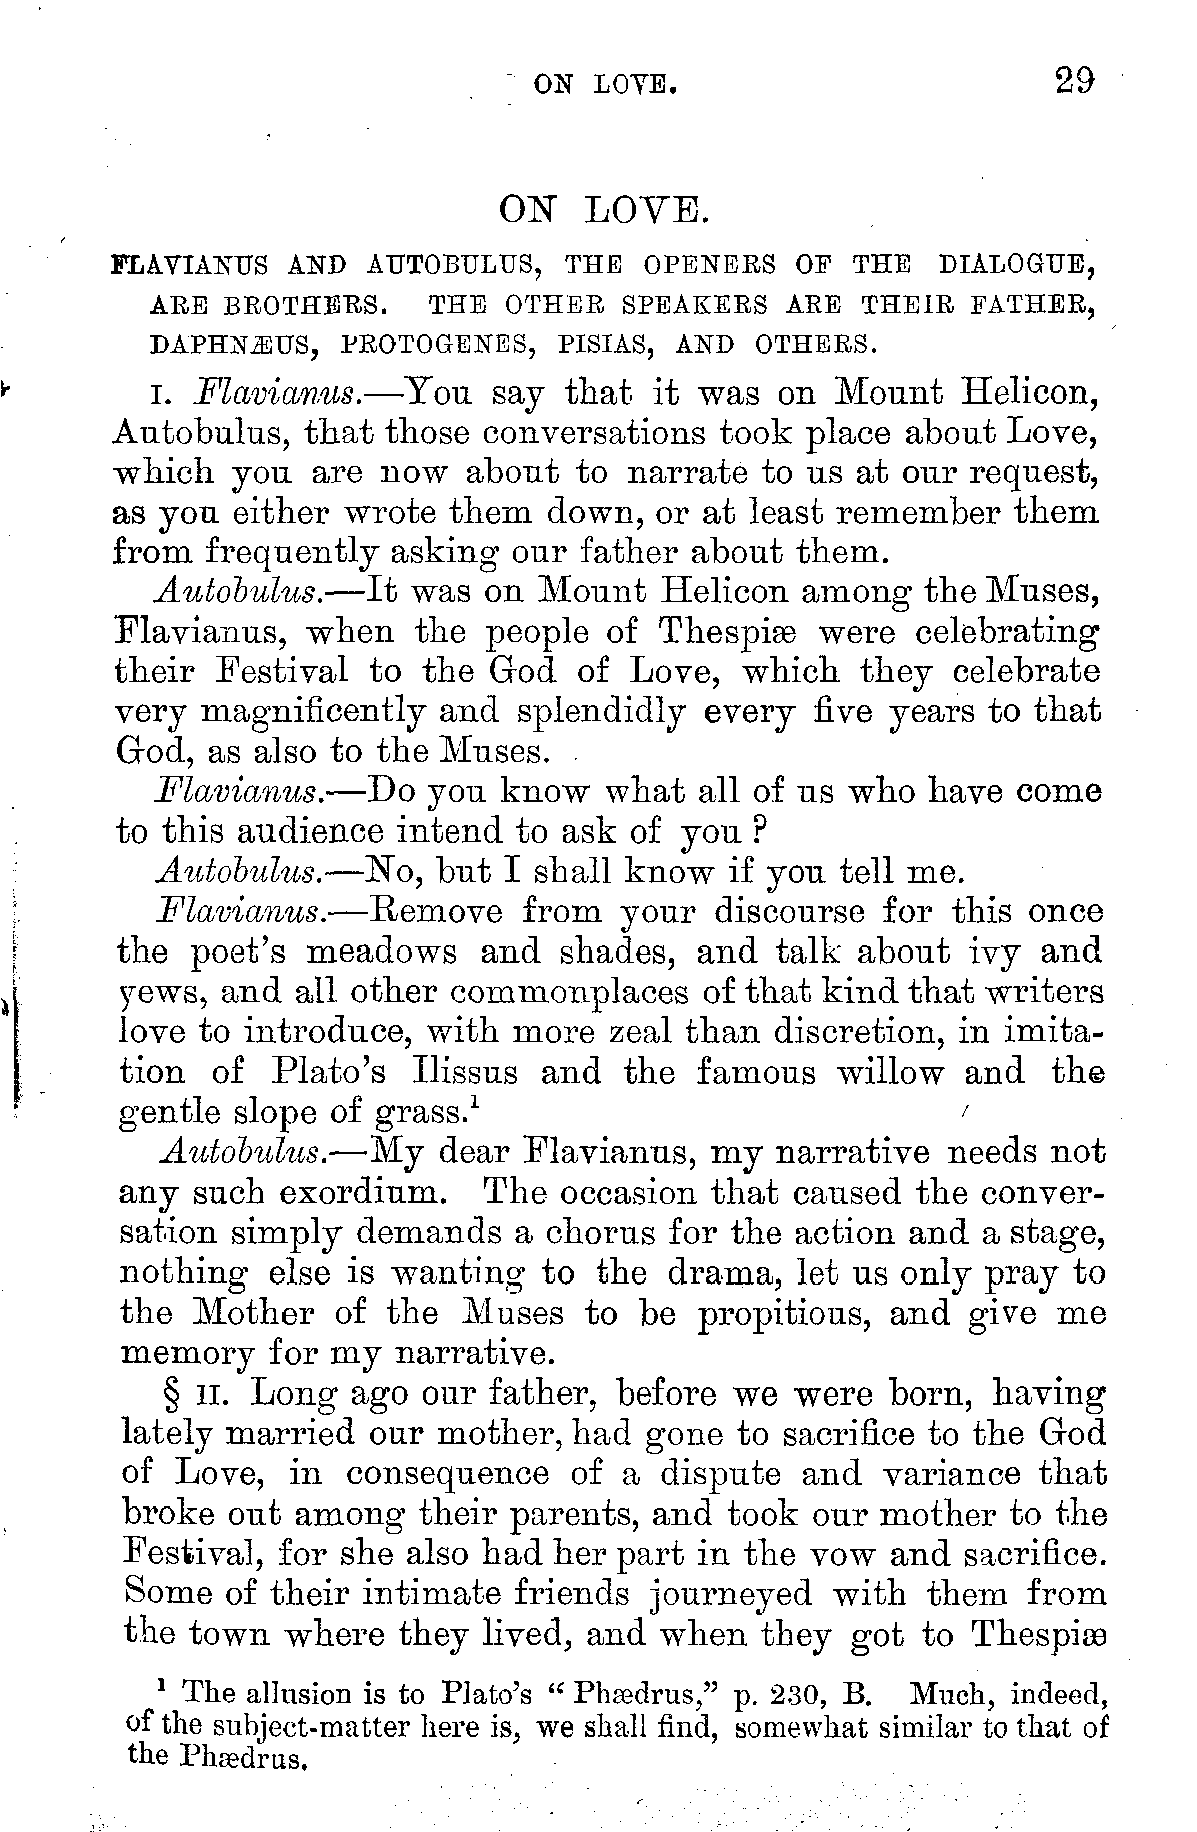 ON LOVE. 29
ON LOVE.
FLAVIANUS AND AUTOBULUS, THE OPENERS OF THE DIALOGUE,
ARE BROTHERS. THE OTHER SPEAKERS ARE THEIR FATHER,
DAPHNÆUS, PROTOGENES, PISIAS, AND OTHERS.
I. Flavianus.—You say that it was on Mount Helicon,
Autobulus, that those conversations took place about Love,
which you are now about to narrate to us at our request,
as you either wrote them down, or at least remember them
from frequently asking our father about them.
Autobulus.—It was on Mount Helicon among the Muses,
Flavianus, when the people of Thespiæ were celebrating
their Festival to the God of Love, which they celebrate
very magnificently and splendidly every five years to that
God, as also to the Muses.
Flavianus.—Do you know what all of us who have come
to this audience intend to ask of you ?
Autobulus.—No, but I shall know if you tell me.
Flavianus.—Remove from your discourse for this once
the poet's meadows and shades, and talk about ivy and
yews, and all other commonplaces of that kind that writers
love to introduce, with more zeal than discretion, in imita-
tion of Plato's Ilissus and the famous willow and the
gentle slope of grass.¹
Autobulus.—My dear Flavianus, my narrative needs not
any such exordium. The occasion that caused the conver-
sation simply demands a chorus for the action and a stage,
nothing else is wanting to the drama, let us only pray to
the Mother of the Muses to be propitious, and give me
memory for my narrative.
§ II. Long ago our father, before we were born, having
lately married our mother, had gone to sacrifice to the God
of Love, in consequence of a dispute and variance that
broke out among their parents, and took our mother to the
Festival, for she also had her part in the vow and sacrifice.
Some of their intimate friends journeyed with them from
the town where they lived, and when they got to Thespiæ
¹ The allusion is to Plato's “ Phædrus,” p. 230, B. Much, indeed,
of the subject-matter here is, we shall find, somewhat similar to that of
the Phædrus.